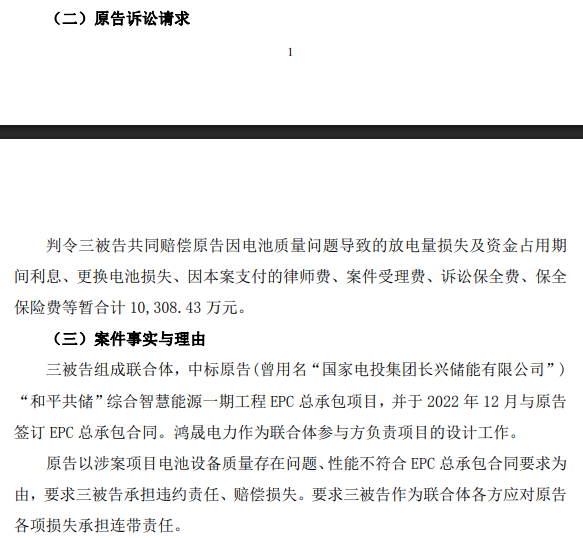 （二）原告诉讼请求
1
判令三被告共同赔偿原告因电池质量问题导致的放电量损失及资金占用期
间利息、更换电池损失、因本案支付的律师费、案件受理费、诉讼保全费、保全
保险费等暂合计 10,308.43 万元。
（三）案件事实与理由
三被告组成联合体，中标原告(曾用名“国家电投集团长兴储能有限公司”)
“和平共储”综合智慧能源一期工程 EPC 总承包项目，并于 2022 年 12 月与原告
签订 EPC 总承包合同。鸿晟电力作为联合体参与方负责项目的设计工作。
原告以涉案项目电池设备质量存在问题、性能不符合 EPC 总承包合同要求为
由，要求三被告承担违约责任、赔偿损失。要求三被告作为联合体各方应对原告
各项损失承担连带责任。